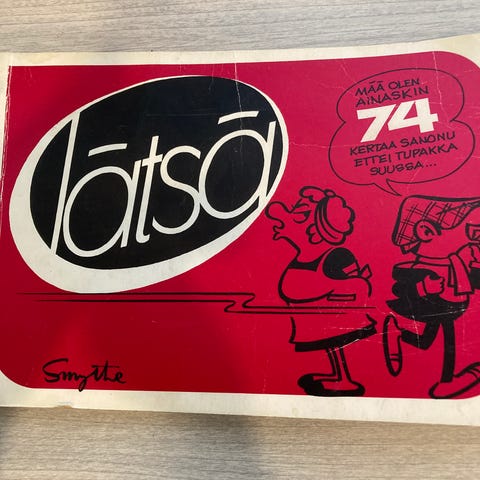 Lätsä
MÄÄ OLEN
AINASKIN
74
KERTAA SANONU
ETTEI TUPAKKA
SUUSSA...
Smythe